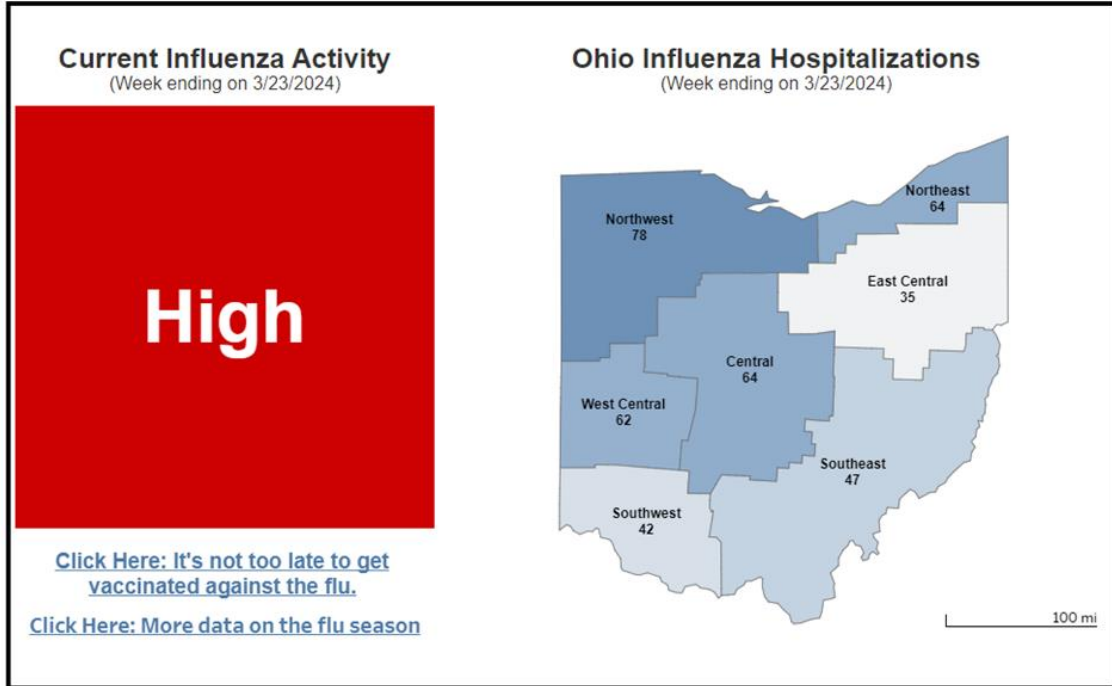 Current Influenza Activity
(Week ending on 3/23/2024)
High
Click Here: It's not too late to get
vaccinated against the flu.
Click Here: More data on the flu season
Ohio Influenza Hospitalizations
(Week ending on 3/23/2024)
Northwest
78
Northeast
64
East Central
35
Central
64
West Central
62
Southeast
47
Southwest
42
100 mi